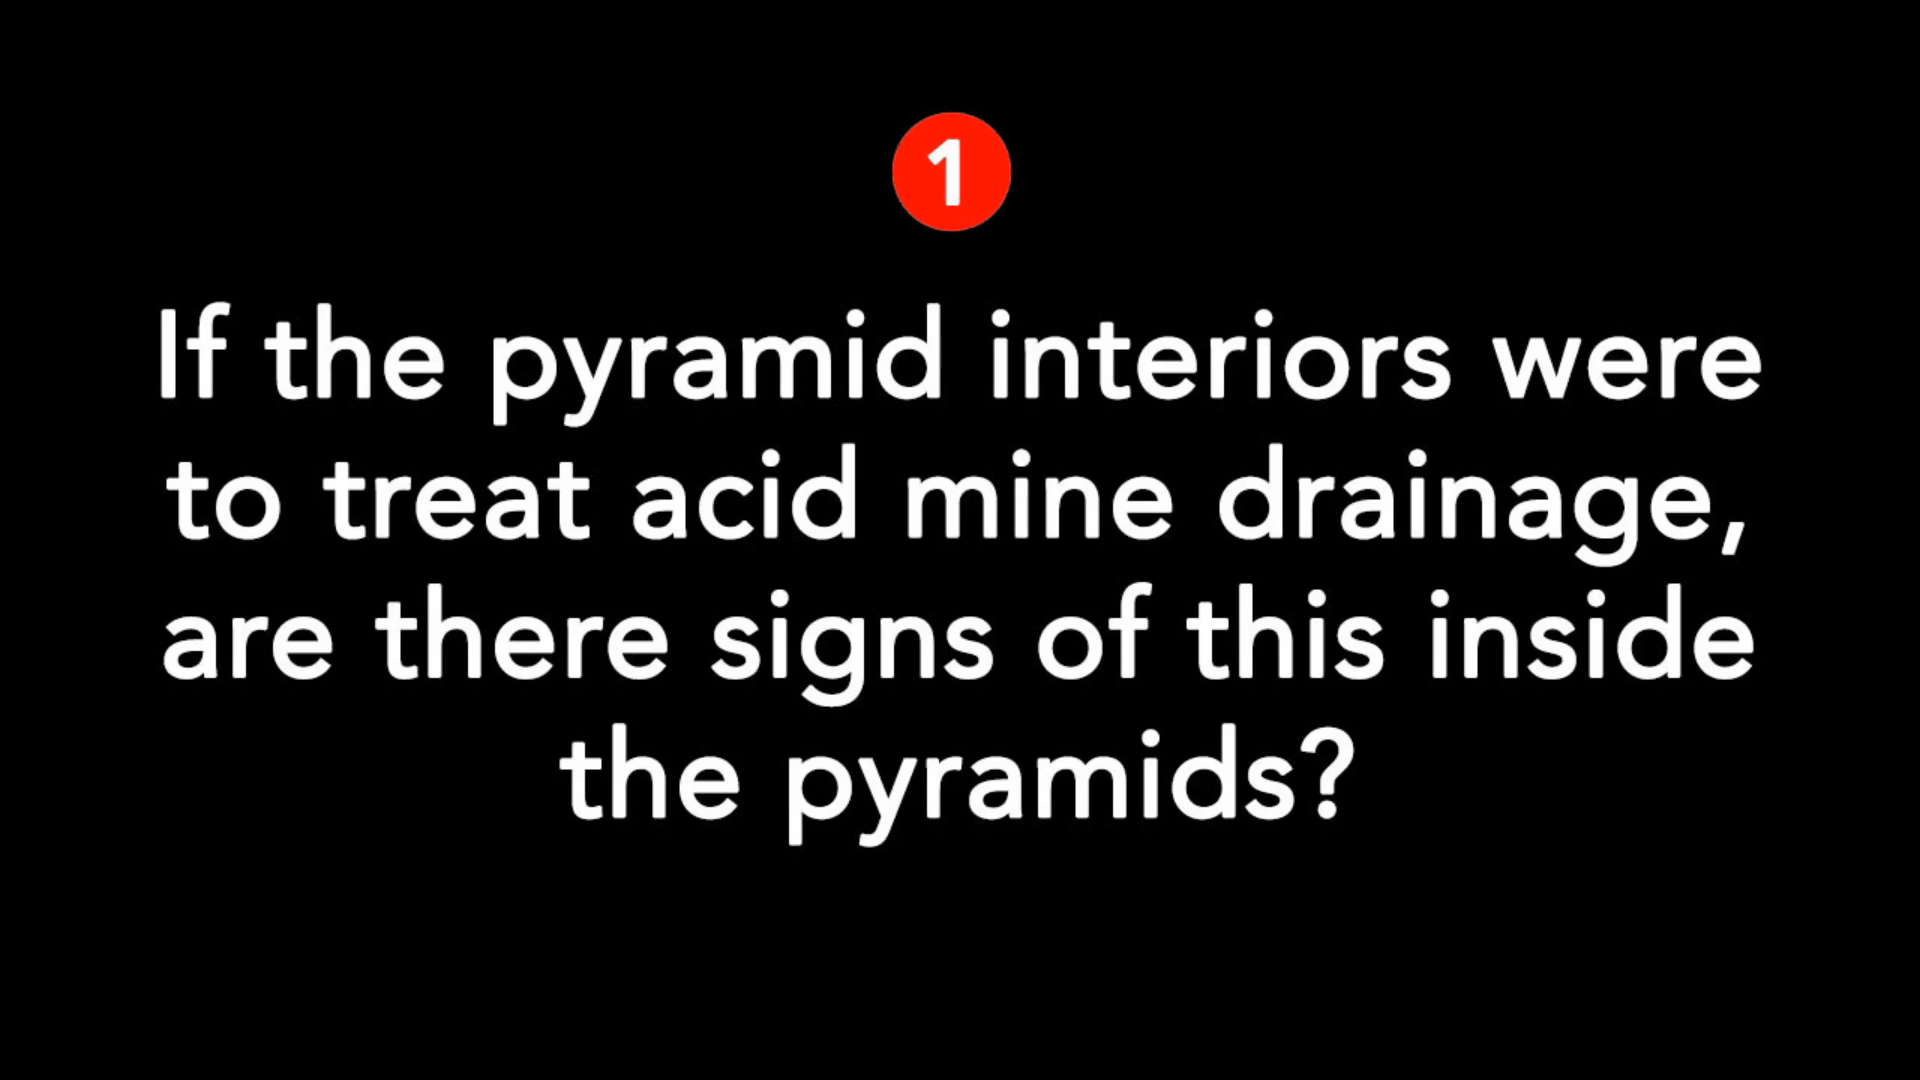 1
If the pyramid interiors were
to treat acid mine drainage,
are there signs of this inside
the pyramids?